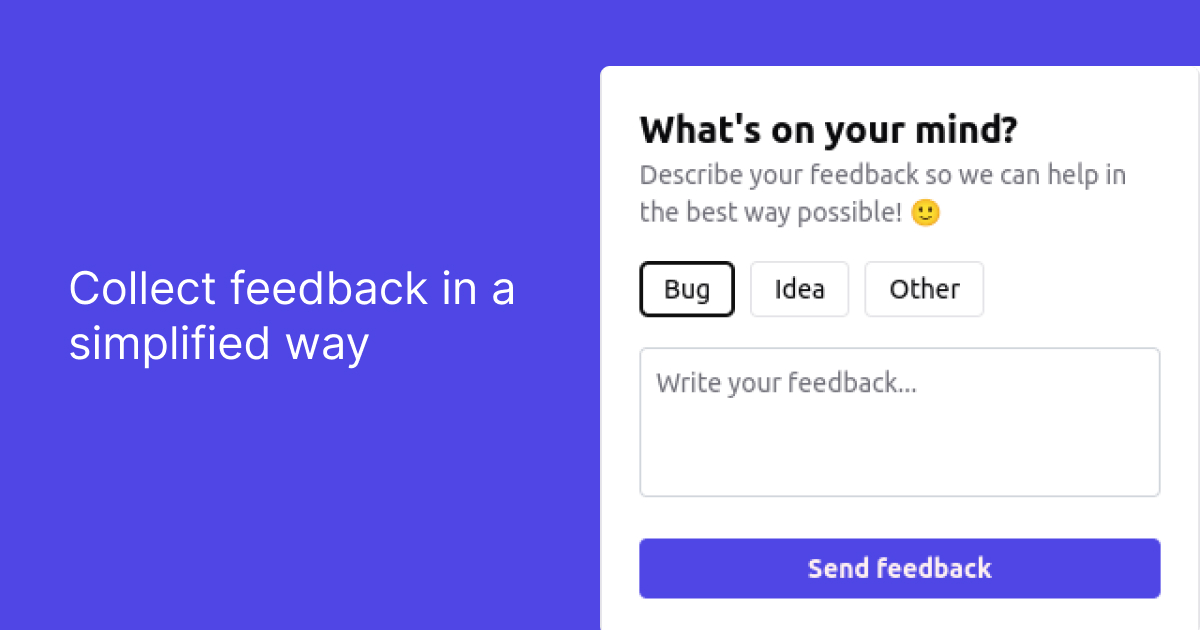 Collect feedback in a
simplified way
What's on your mind?
Describe your feedback so we can help in
the best way possible! 🙂
Bug
Idea
Other
Write your feedback...
Send feedback